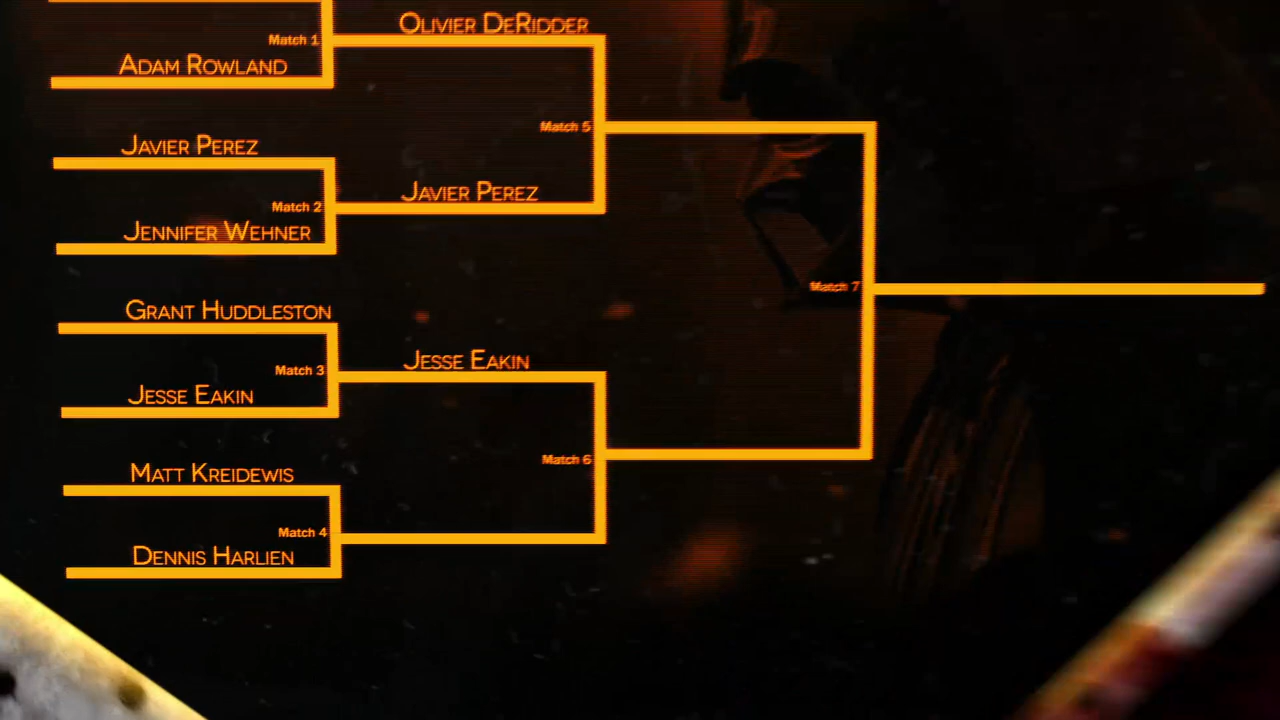 Olivier DeRidder
Match 1
Adam Rowland
Match 5
Javier Perez
Javier Perez
Match 2
Jennifer Wehner
Match 7
Grant Huddleston
Jesse Eakin
Match 3
Jesse Eakin
Match 6
Matt Kreidewis
Match 4
Dennis Harlien